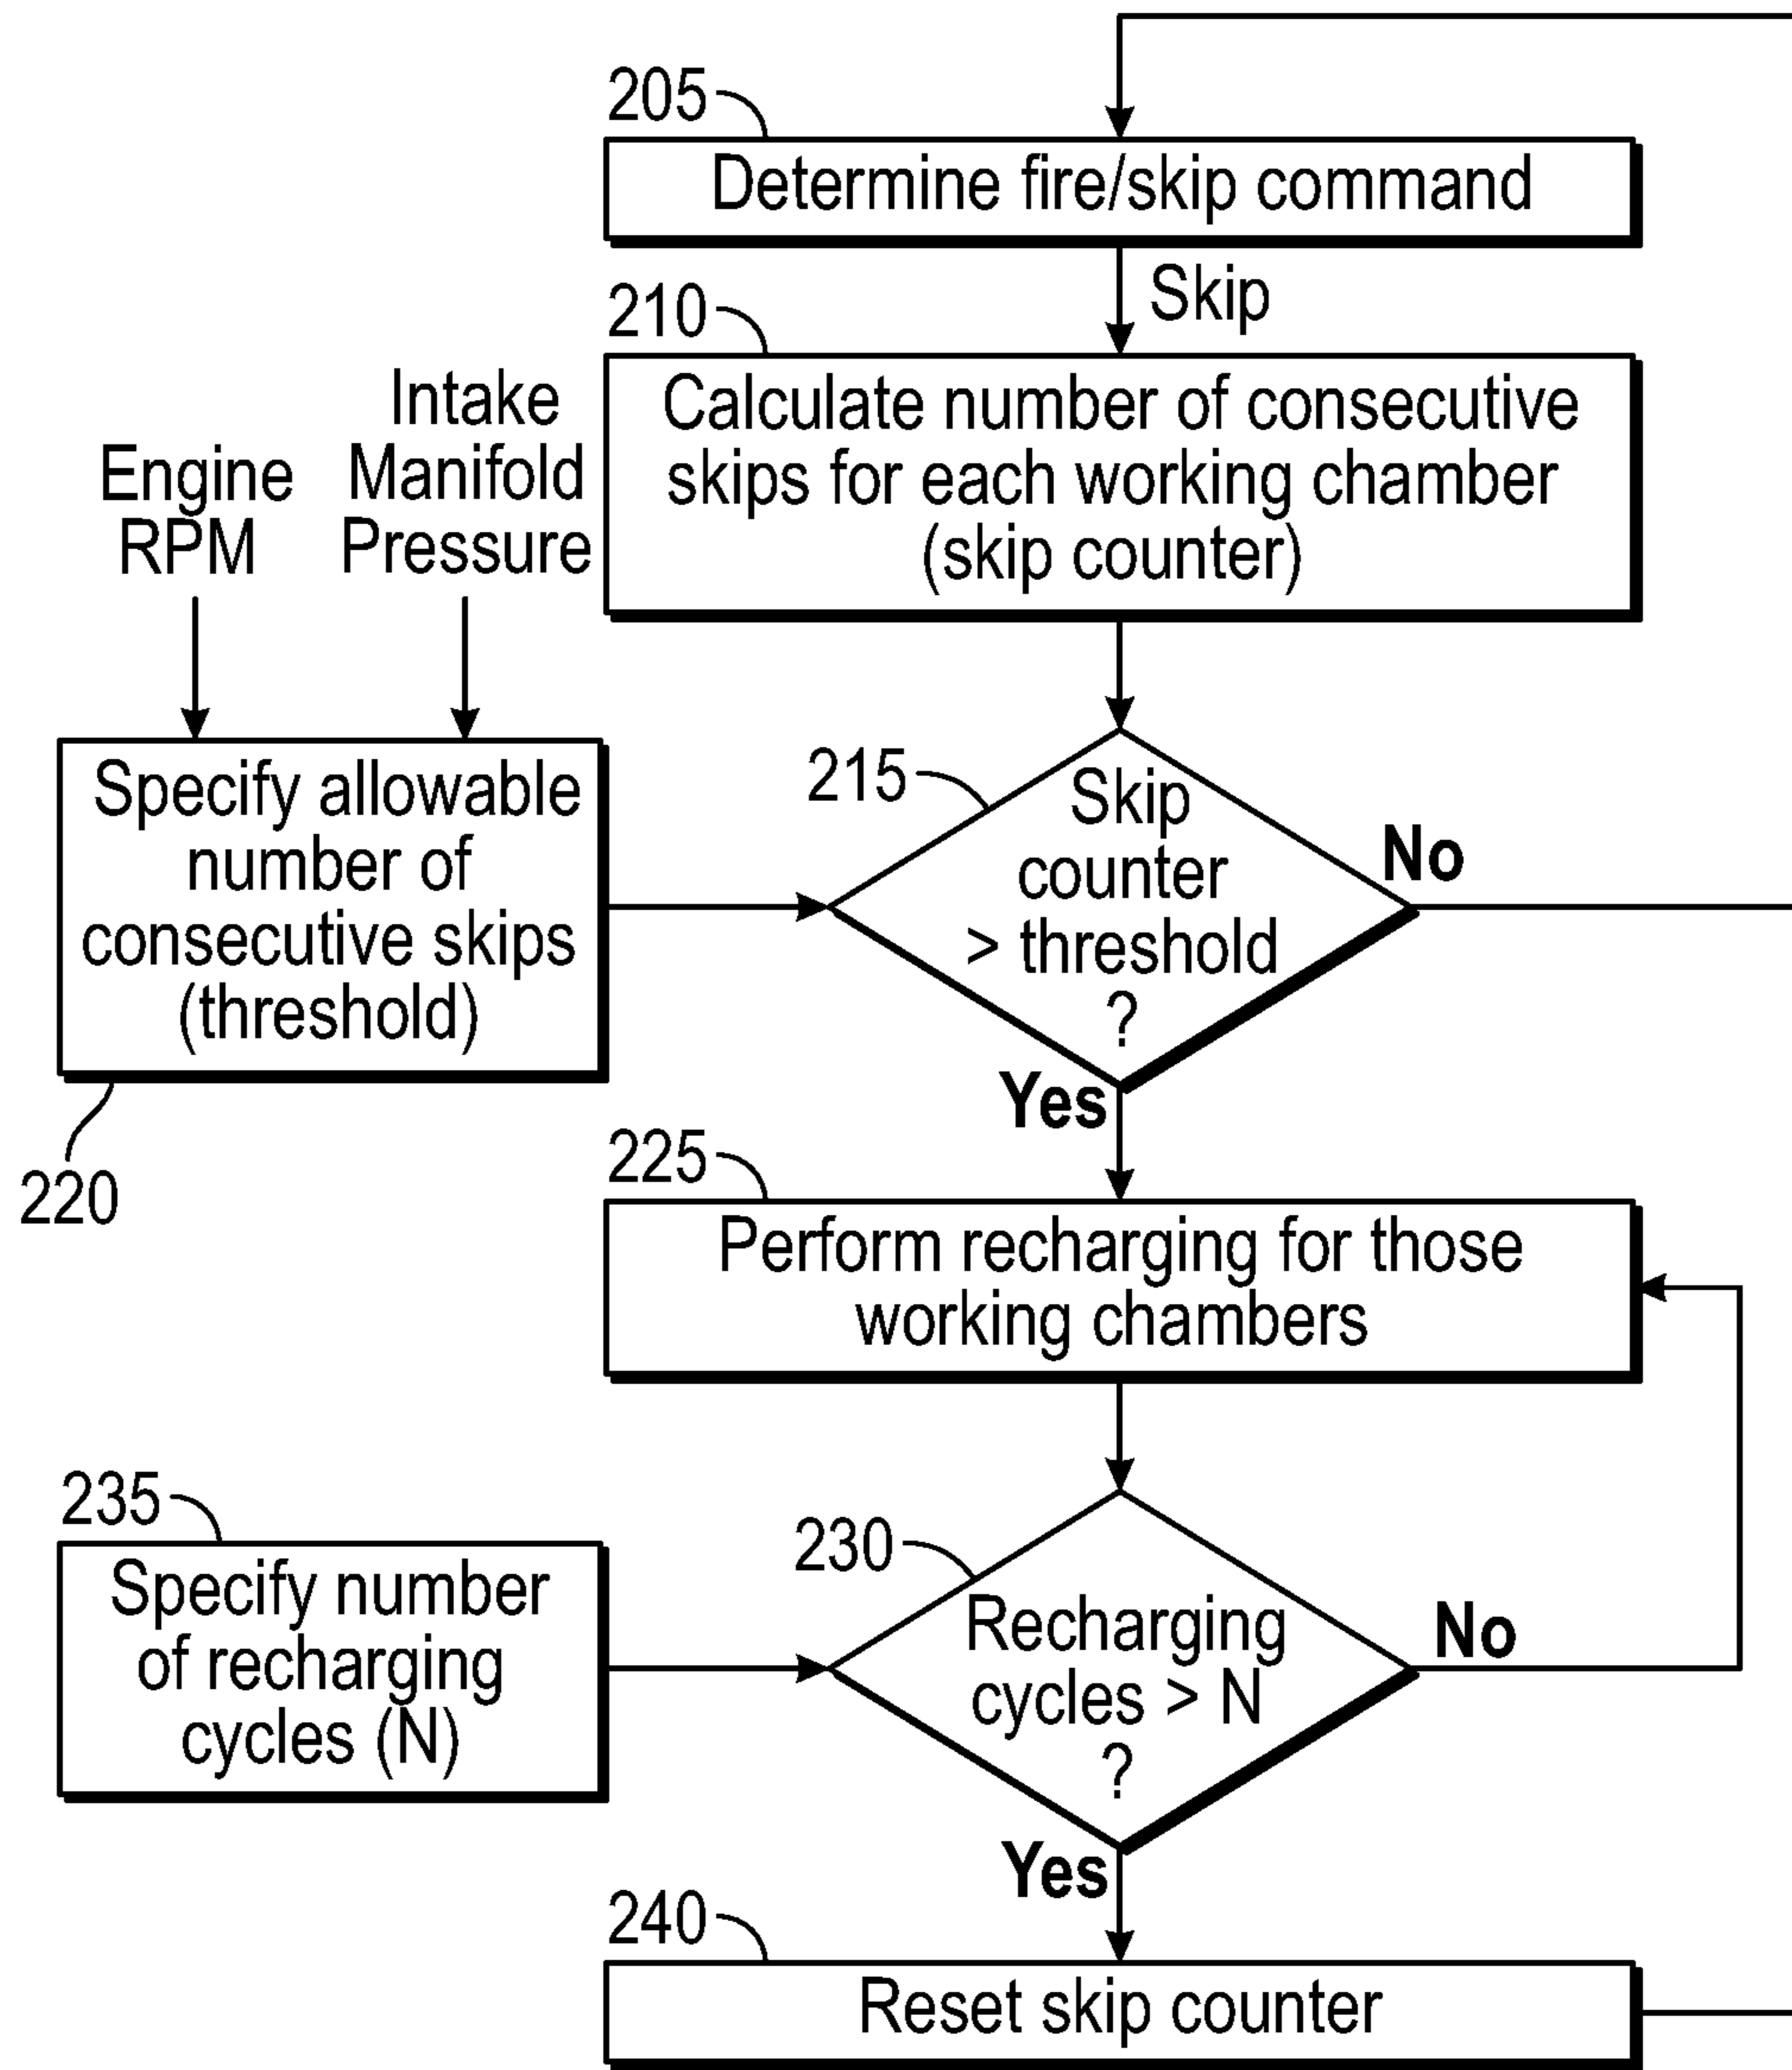 205
Determine fire/skip command
Skip
210
Calculate number of consecutive
skips for each working chamber
(skip counter)
Engine
RPM
Intake
Manifold
Pressure
Specify allowable
number of
consecutive skips
(threshold)
220
215
Skip
counter
> threshold
?
No
Yes
225
Perform recharging for those
working chambers
235
Specify number
of recharging
cycles (N)
230
Recharging
cycles > N
?
No
Yes
240
Reset skip counter